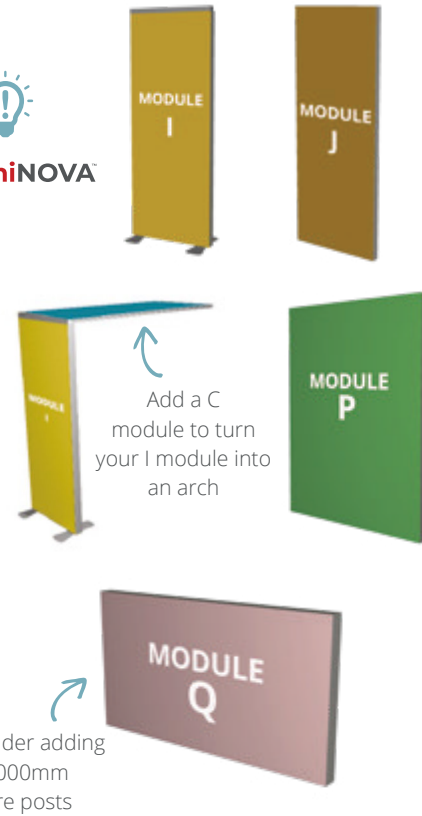 MODULE
I
MODULE
J
niNOVA™
MODULE
I
Add a C
module to turn
your I module into
an arch
MODULE
P
MODULE
Q
der adding
000mm
re posts